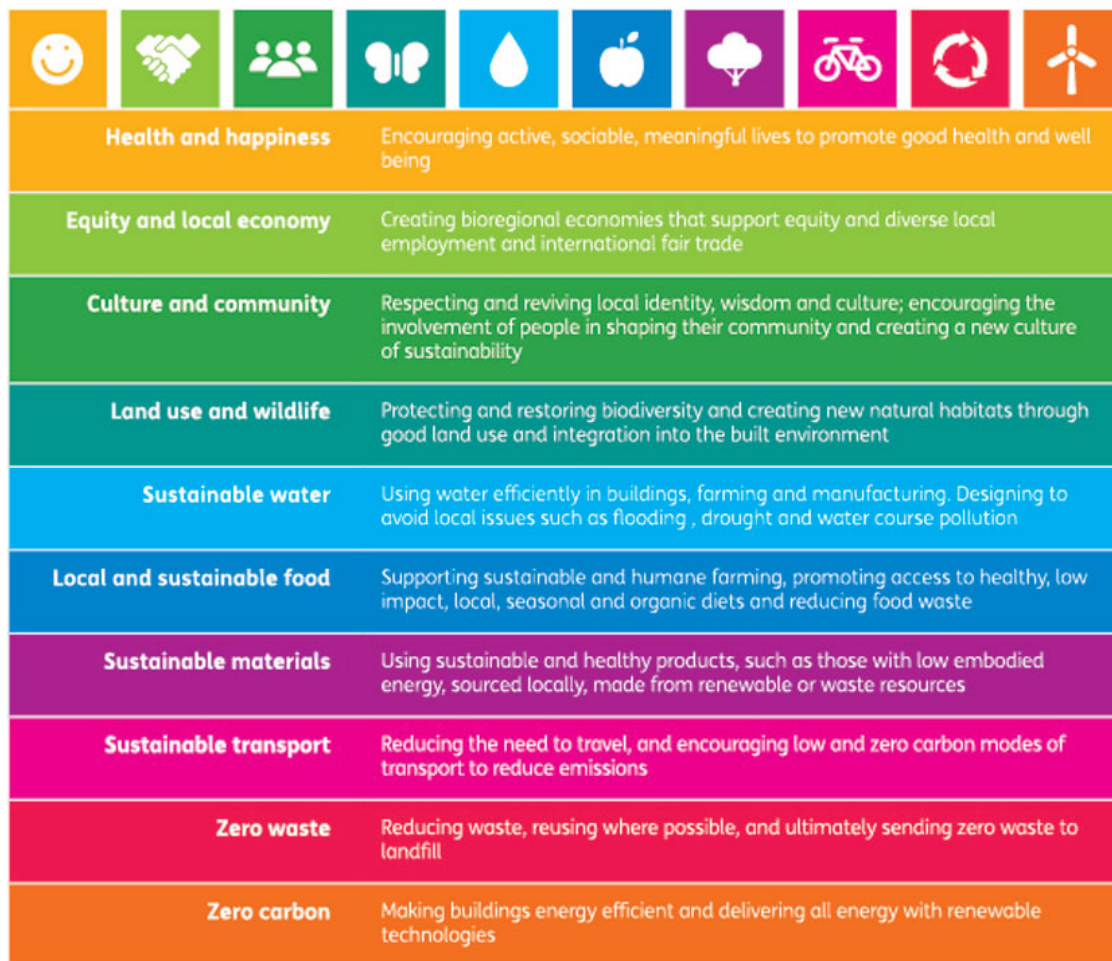 Health and happiness
Encouraging active, sociable, meaningful lives to promote good health and well
being
Equity and local economy
Creating bioregional economies that support equity and diverse local
employment and international fair trade
Culture and community
Respecting and reviving local identity, wisdom and culture; encouraging the
involvement of people in shaping their community and creating a new culture
of sustainability
Land use and wildlife
Protecting and restoring biodiversity and creating new natural habitats through
good land use and integration into the built environment
Sustainable water
Using water efficiently in buildings, farming and manufacturing. Designing to
avoid local issues such as flooding , drought and water course pollution
Local and sustainable food
Supporting sustainable and humane farming, promoting access to healthy, low
impact, local, seasonal and organic diets and reducing food waste
Sustainable materials
Using sustainable and healthy products, such as those with low embodied
energy, sourced locally, made from renewable or waste resources
Sustainable transport
Reducing the need to travel, and encouraging low and zero carbon modes of
transport to reduce emissions
Zero waste
Reducing waste, reusing where possible, and ultimately sending zero waste to
landfill
Zero carbon
Making buildings energy efficient and delivering all energy with renewable
technologies